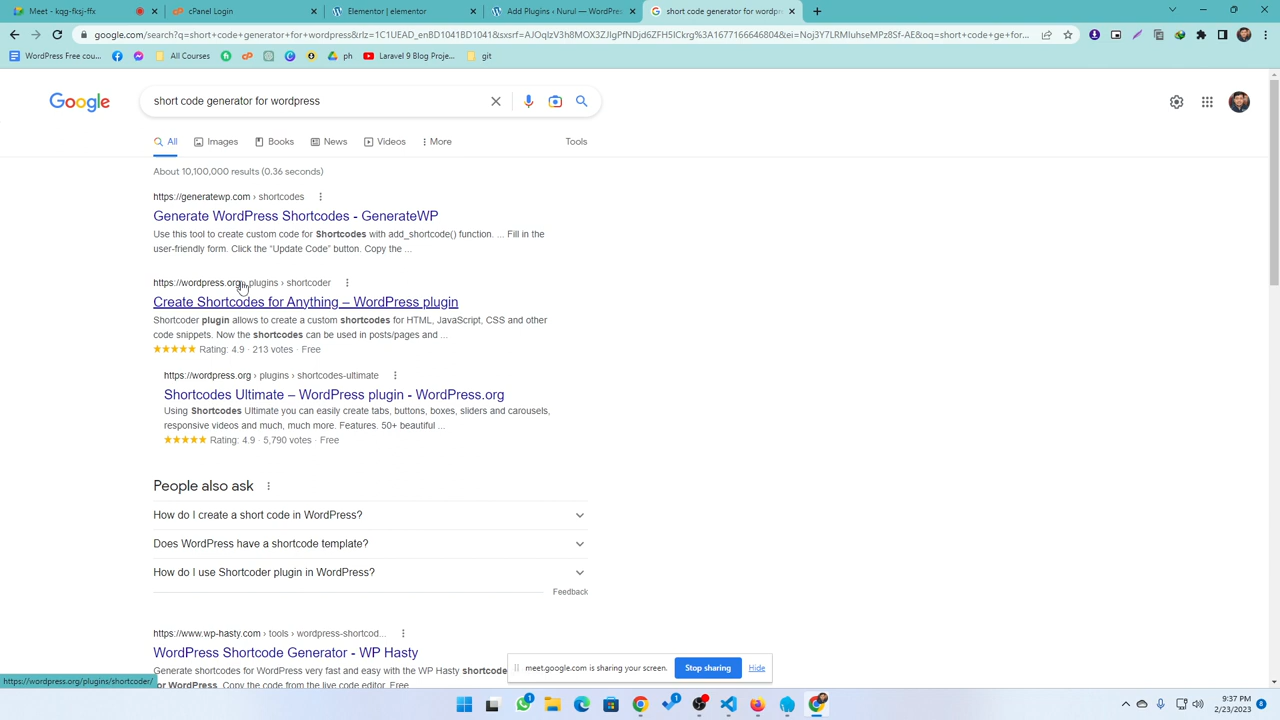 Meet - kqgr-fksj-fxj
cPanel Login
Elementor | elementor
Add Plugins ‹ Nurul — WordPre
short code generator for wordpr
google.com/search?q=short+code+generator+for+wordpress&rlz=1C1UEAD_enBD1041BD1041&sxsrf=AJOqlzV3h8MOX3ZJlgPfNDjd6ZFH5ICkrg%3A1677166646804&ei=Noj3Y7LRMIuhseMPz8Sf-AE&oq=short+code+ge+for...
WordPress Free cou...
All Courses
ph
Laravel 9 Blog Proje...
git
Google
short code generator for wordpress
All
Images
Books
News
Videos
More
Tools
About 10,100,000 results (0.36 seconds)
https://generatewp.com › shortcodes
Generate WordPress Shortcodes - GenerateWP
Use this tool to create custom code for Shortcodes with add_shortcode() function. ... Fill in the
user-friendly form. Click the “Update Code” button. Copy the ...
https://wordpress.org › plugins › shortcoder
Create Shortcodes for Anything – WordPress plugin
Shortcoder plugin allows to create a custom shortcodes for HTML, JavaScript, CSS and other
code snippets. Now the shortcodes can be used in posts/pages and ...
Rating: 4.9 · 213 votes · Free
https://wordpress.org › plugins › shortcodes-ultimate
Shortcodes Ultimate – WordPress plugin - WordPress.org
Using Shortcodes Ultimate you can easily create tabs, buttons, boxes, sliders and carousels,
responsive videos and much, much more. Features. 50+ beautiful ...
Rating: 4.9 · 5,790 votes · Free
People also ask
How do I create a short code in WordPress?
Does WordPress have a shortcode template?
How do I use Shortcoder plugin in WordPress?
Feedback
https://www.wp-hasty.com › tools › wordpress-shortcod...
WordPress Shortcode Generator - WP Hasty
Generate shortcodes for WordPress very fast and easy with the WP Hasty shortcode
for WordPress. Copy the code from the live code editor. Free
meet.google.com is sharing your screen.
Stop sharing
Hide
https://wordpress.org/plugins/shortcoder/
9:37 PM
2/23/2023